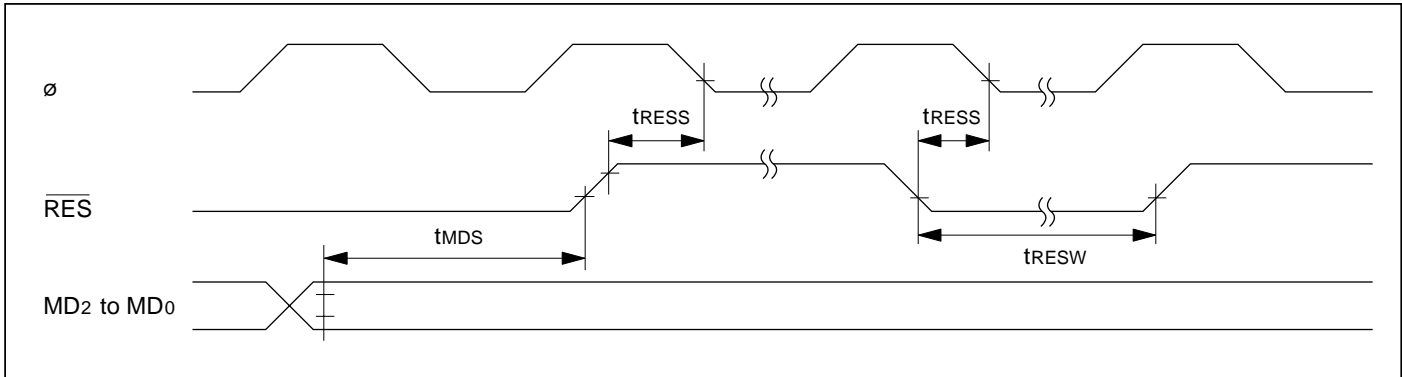 ø
tRESS
tRESS
RES
tMDS
tRESW
MD2 to MD0